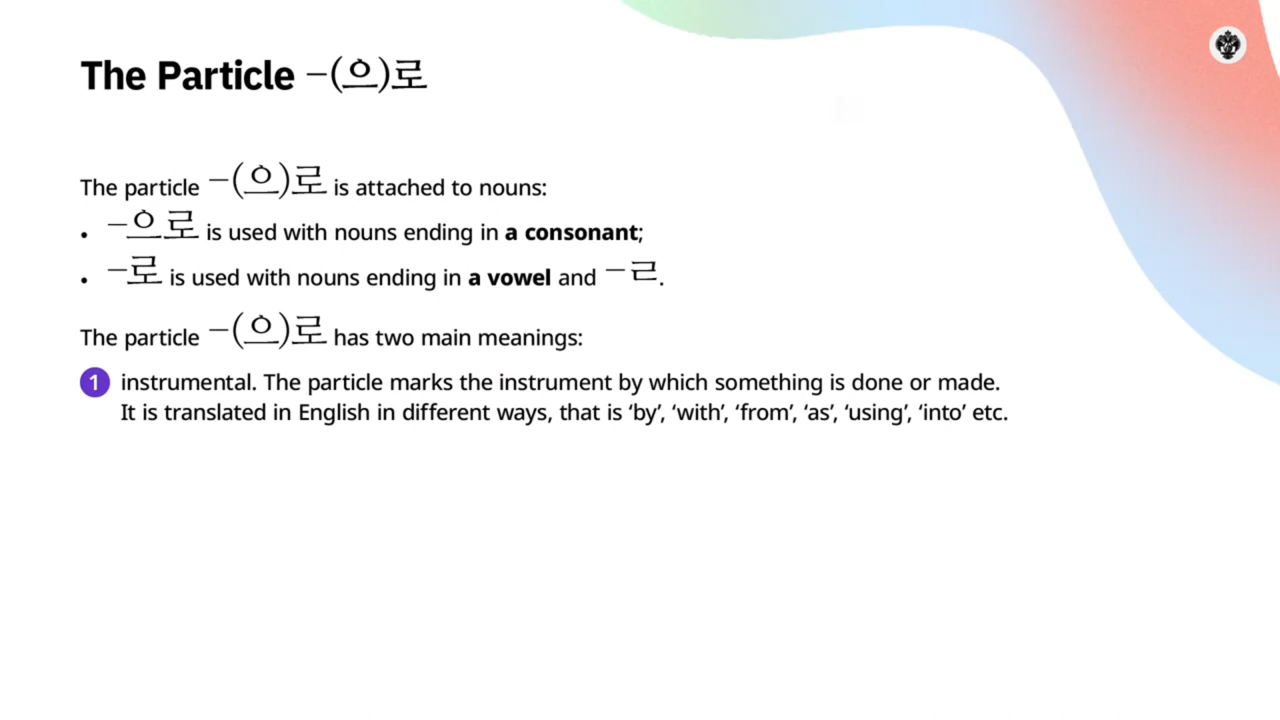 The Particle –(으)로
The particle –(으)로 is attached to nouns:
• –으로 is used with nouns ending in a consonant;
• –로 is used with nouns ending in a vowel and –ㄹ.
The particle –(으)로 has two main meanings:
1 instrumental. The particle marks the instrument by which something is done or made.
It is translated in English in different ways, that is ‘by’, ‘with’, ‘from’, ‘as’, ‘using’, ‘into’ etc.